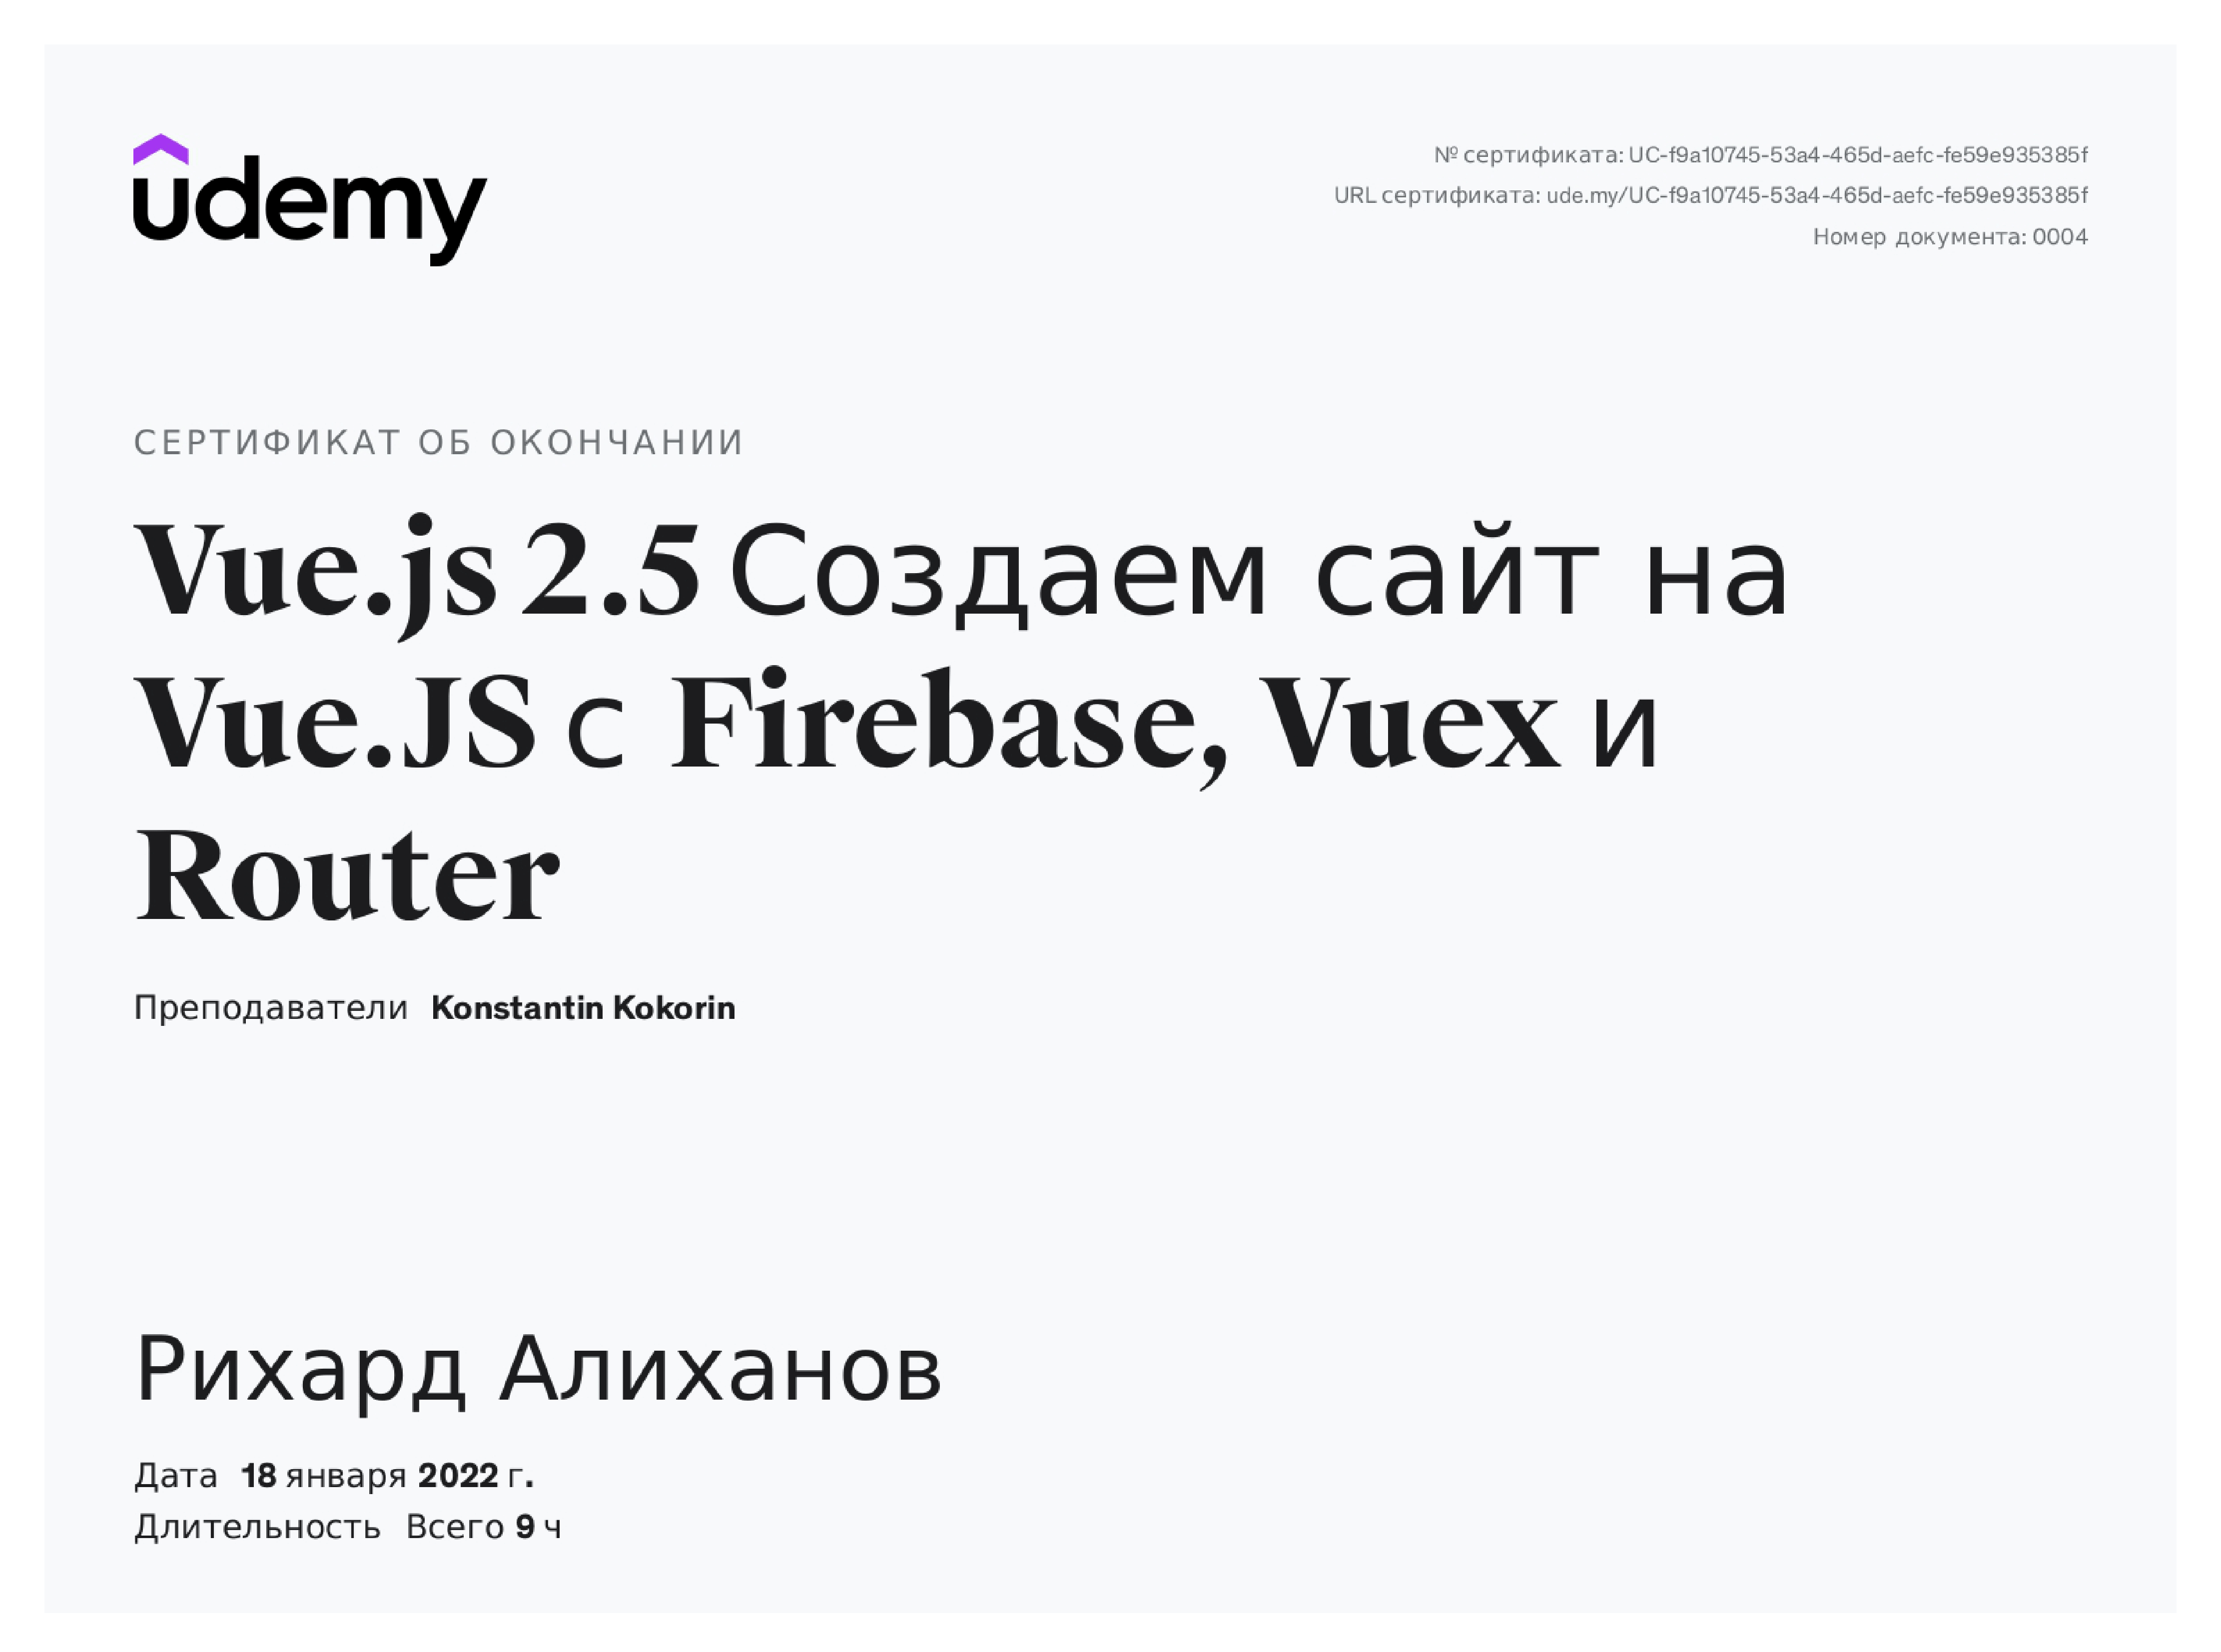 udemy
№ сертификата: UC-f9a10745-53a4-465d-aefc-fe59e935385f
URL сертификата: ude.my/UC-f9a10745-53a4-465d-aefc-fe59e935385f
Номер документа: 0004
СЕРТИФИКАТ ОБ ОКОНЧАНИИ
Vue.js 2.5 Создаем сайт на
Vue.JS с Firebase, Vuex и
Router
Преподаватели Konstantin Kokorin
Рихард Алиханов
Дата 18 января 2022 г.
Длительность Всего 9 ч